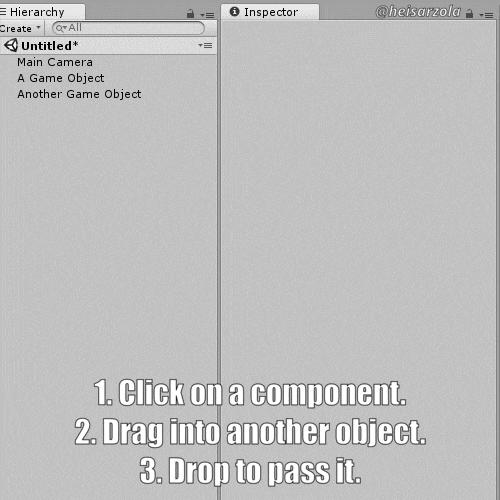 Hierarchy
Inspector
@heisarzola
Create
All
Untitled*
Main Camera
A Game Object
Another Game Object
1. Click on a component.
2. Drag into another object.
3. Drop to pass it.